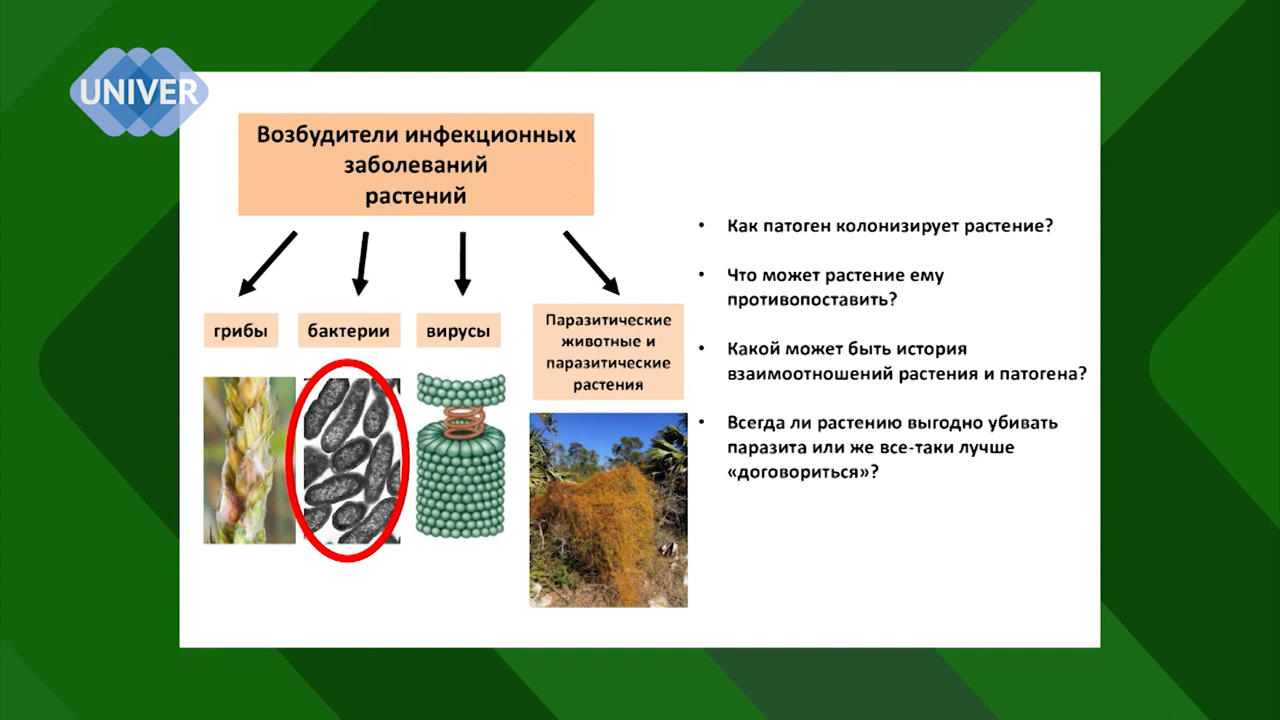 UNIVER
Возбудители инфекционных
заболеваний
растений
грибы
бактерии
вирусы
Паразитические
животные и
паразитические
растения
• Как патоген колонизирует растение?
• Что может растение ему
противопоставить?
• Какой может быть история
взаимоотношений растения и патогена?
• Всегда ли растению выгодно убивать
паразита или же все-таки лучше
«договориться»?